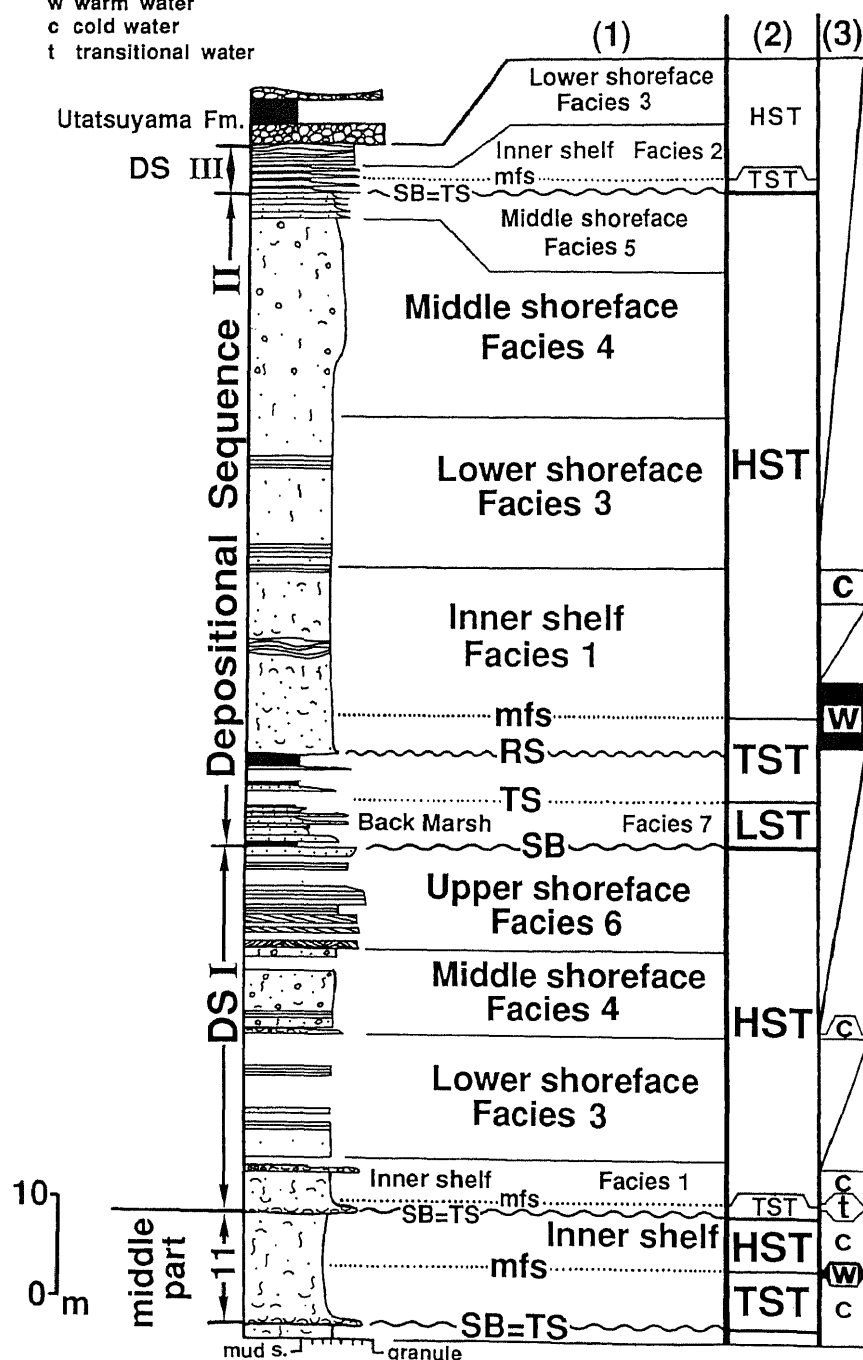 w warm water
c cold water
t transitional water
(1)
(2)
(3)
Utatsuyama Fm.
DS III
Lower shoreface
Facies 3
HST
Inner shelf Facies 2
mfs
TST
SB=TS
Middle shoreface
Facies 5
Depositional Sequence II
Middle shoreface
Facies 4
HST
Lower shoreface
Facies 3
c
Inner shelf
Facies 1
mfs
w
RS
TST
TS
Back Marsh Facies 7
LST
SB
DS I
Upper shoreface
Facies 6
Middle shoreface
Facies 4
HST
c
Lower shoreface
Facies 3
Inner shelf Facies 1
c
mfs
TST
t
SB=TS
10
0 m
middle
part
11
Inner shelf
HST
c
mfs
w
TST
c
SB=TS
mud s.
granule